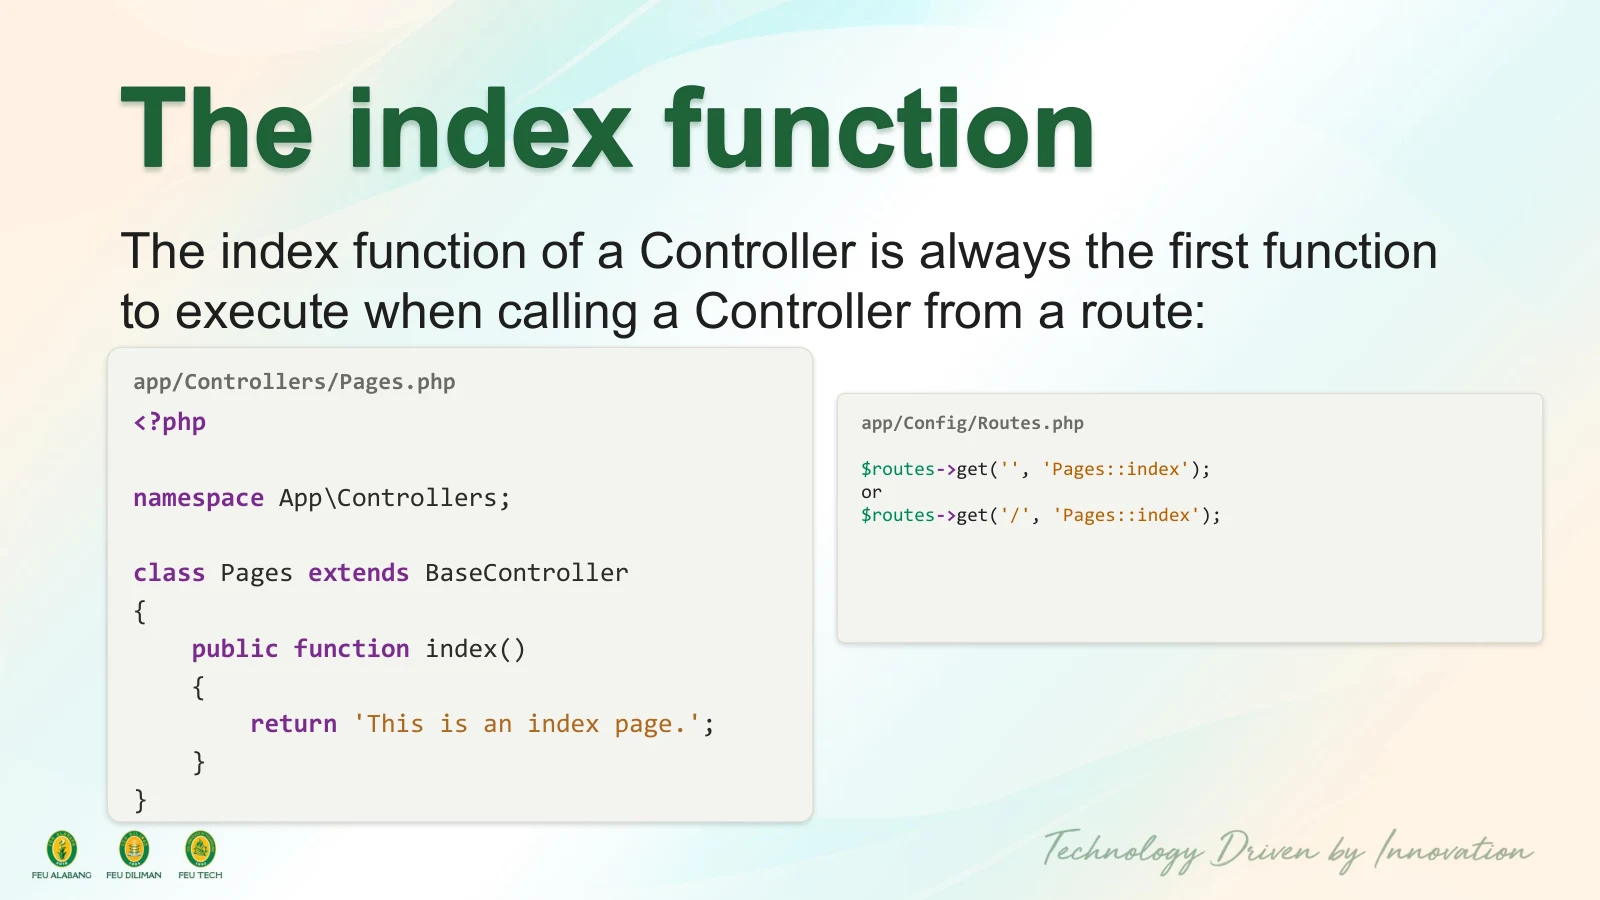 The index function
The index function of a Controller is always the first function
to execute when calling a Controller from a route:
app/Controllers/Pages.php
<?php
namespace App\Controllers;
class Pages extends BaseController
{
    public function index()
    {
        return 'This is an index page.';
    }
}
app/Config/Routes.php
$routes->get('', 'Pages::index');
or
$routes->get('/', 'Pages::index');
FEU ALABANG
FEU DILIMAN
FEU TECH
Technology Driven by Innovation